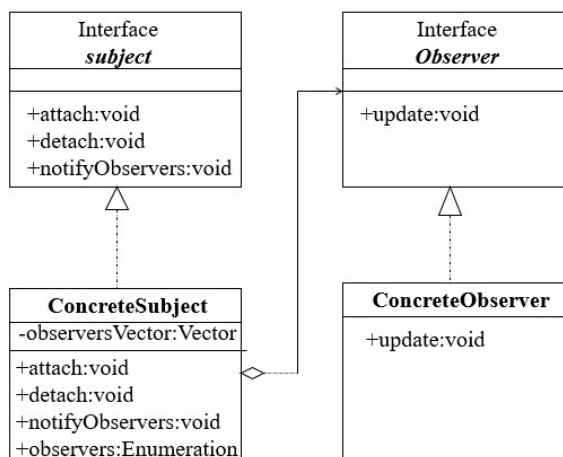 Interface
subject
+attach:void
+detach:void
+notifyObservers:void
Interface
Observer
+update:void
ConcreteSubject
-observersVector:Vector
+attach:void
+detach:void
+notifyObservers:void
+observers:Enumeration
ConcreteObserver
+update:void